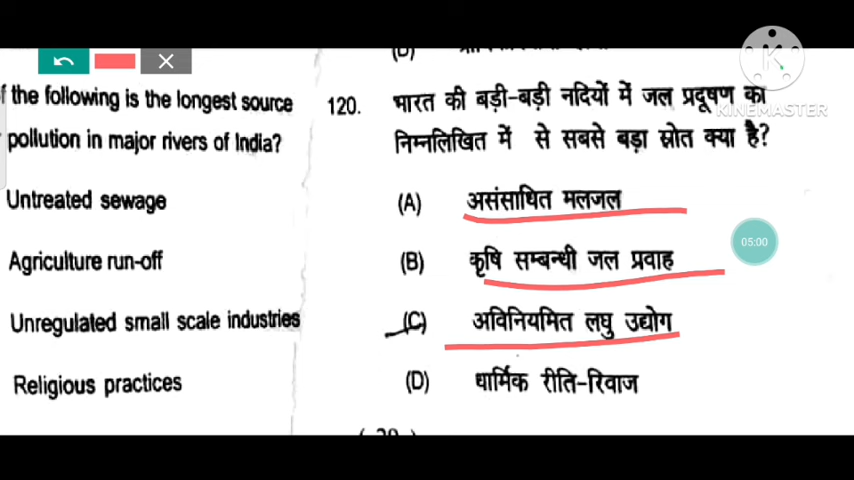 (D)
f the following is the longest source
pollution in major rivers of India?
Untreated sewage
Agriculture run-off
Unregulated small scale industries
Religious practices
120. भारत की बड़ी-बड़ी नदियों में जल प्रदूषण का
निम्नलिखित में से सबसे बड़ा स्रोत क्या है?
(A) असंसाधित मलजल
(B) कृषि सम्बन्धी जल प्रवाह
(C) अविनियमित लघु उद्योग
(D) धार्मिक रीति-रिवाज
K
KINEMASTER
05:00